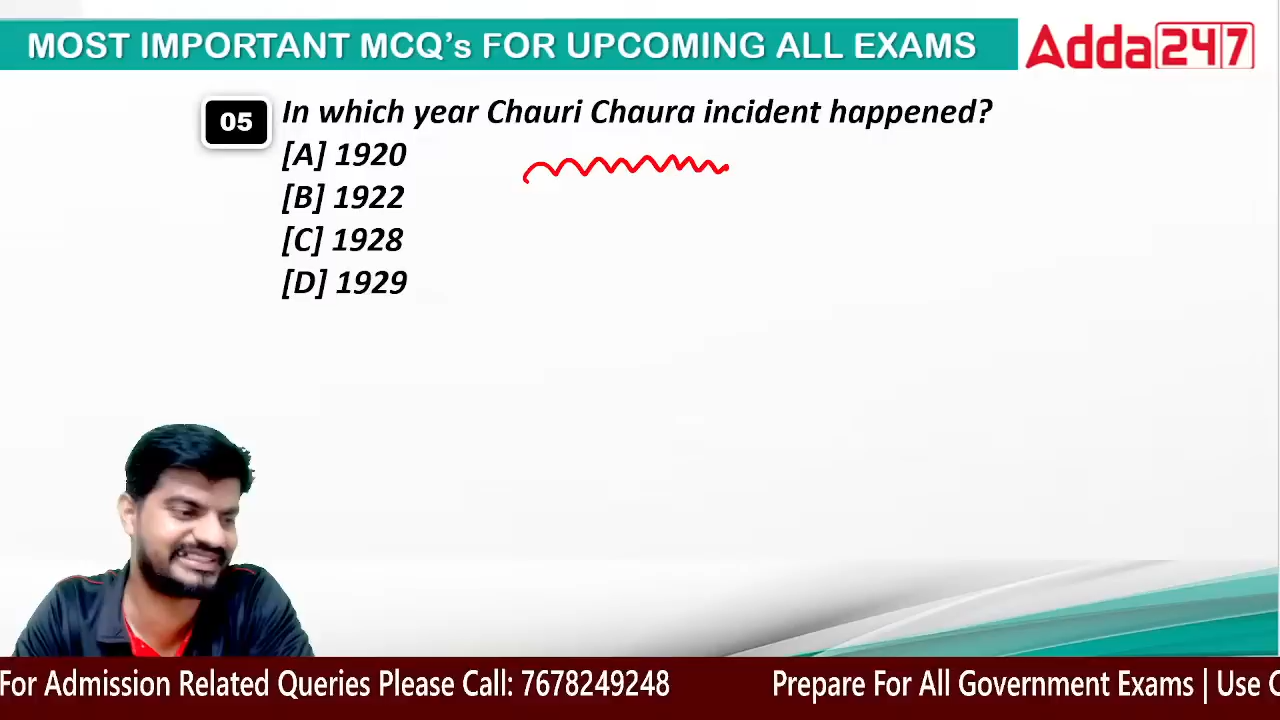 MOST IMPORTANT MCQ's FOR UPCOMING ALL EXAMS
Adda247
05
In which year Chauri Chaura incident happened?
[A] 1920
[B] 1922
[C] 1928
[D] 1929
For Admission Related Queries Please Call: 7678249248
Prepare For All Government Exams | Use C